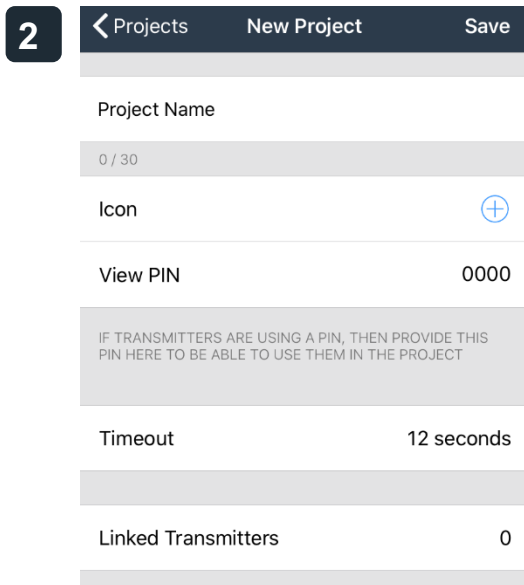 2
Projects New Project Save
Project Name
0 / 30
Icon
View PIN 0000
IF TRANSMITTERS ARE USING A PIN, THEN PROVIDE THIS
PIN HERE TO BE ABLE TO USE THEM IN THE PROJECT
Timeout 12 seconds
Linked Transmitters 0